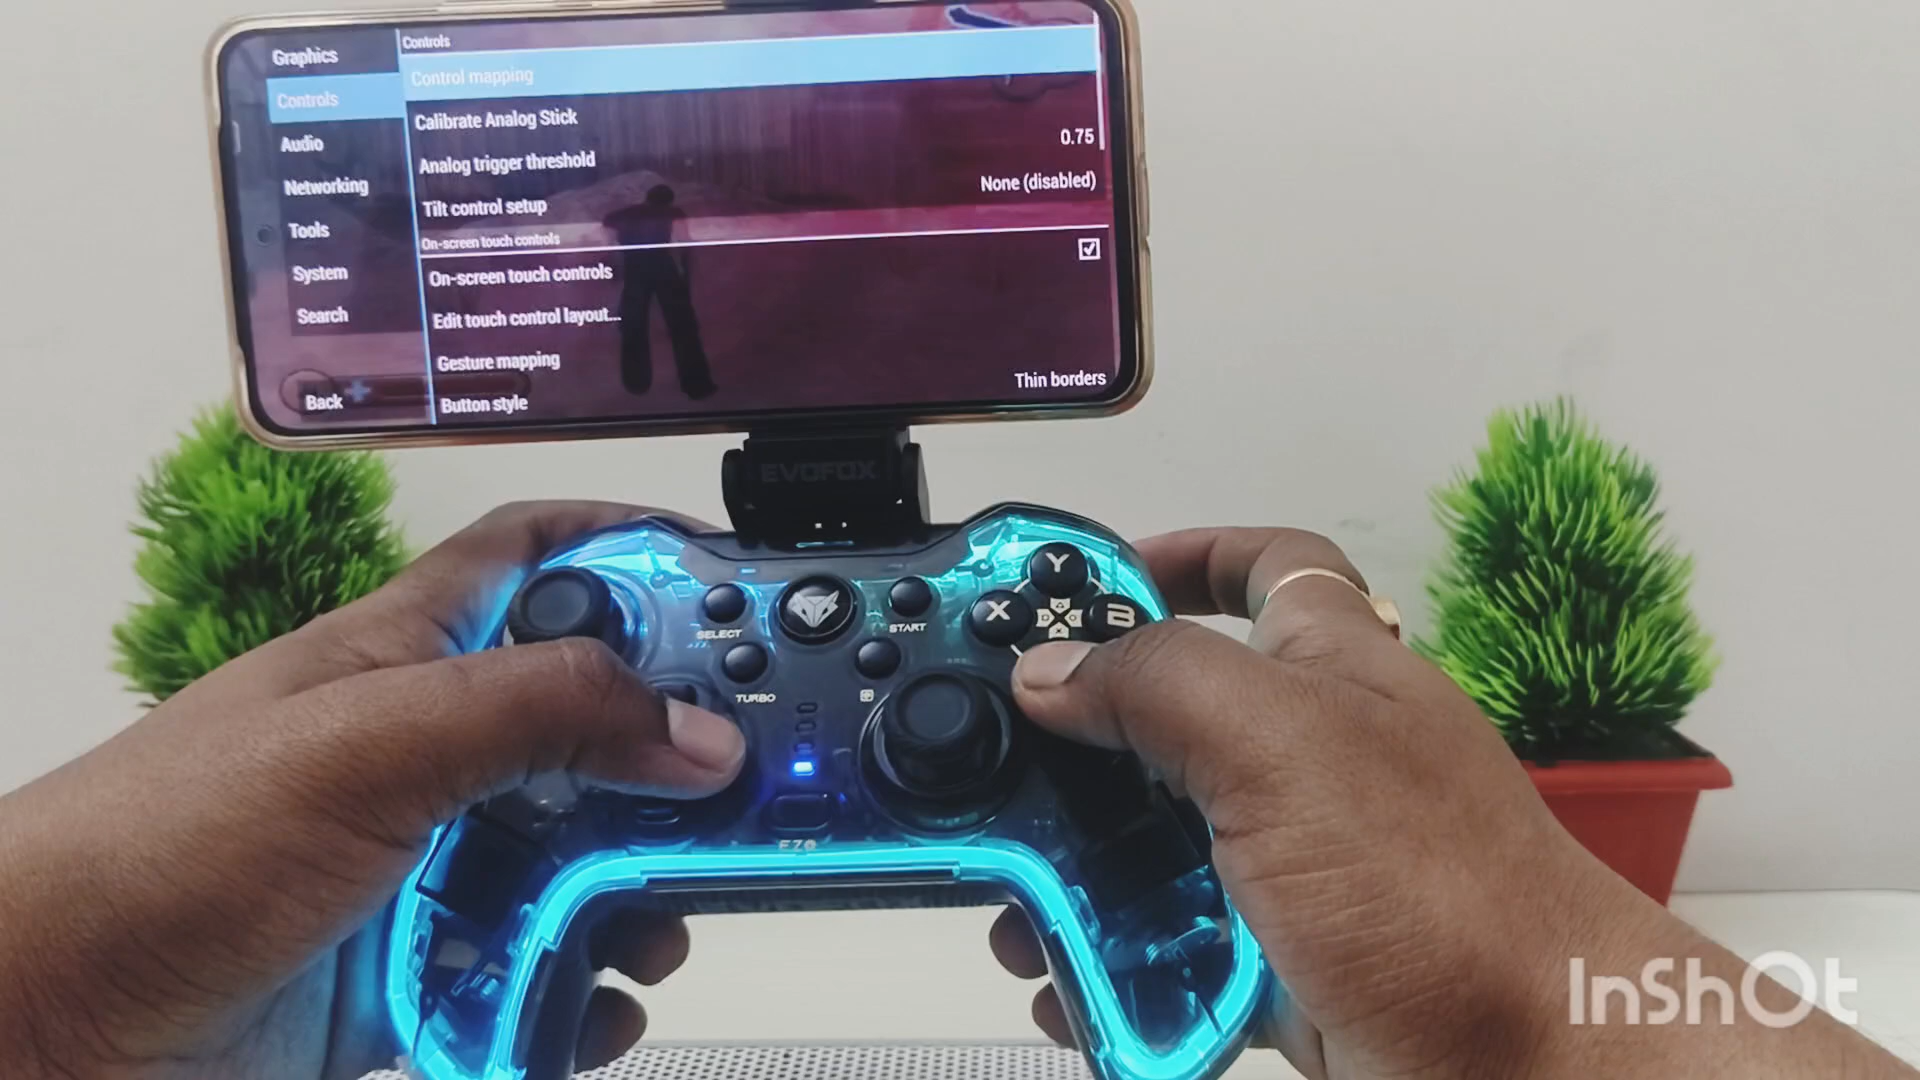 Graphics
Controls
Audio
Networking
Tools
System
Search
Back
Controls
Control mapping
Calibrate Analog Stick
Analog trigger threshold
0.75
Tilt control setup
None (disabled)
On-screen touch controls
On-screen touch controls
Edit touch control layout...
Gesture mapping
Button style
Thin borders
EVOFOX
SELECT
START
TURBO
Y
X
B
InShOt